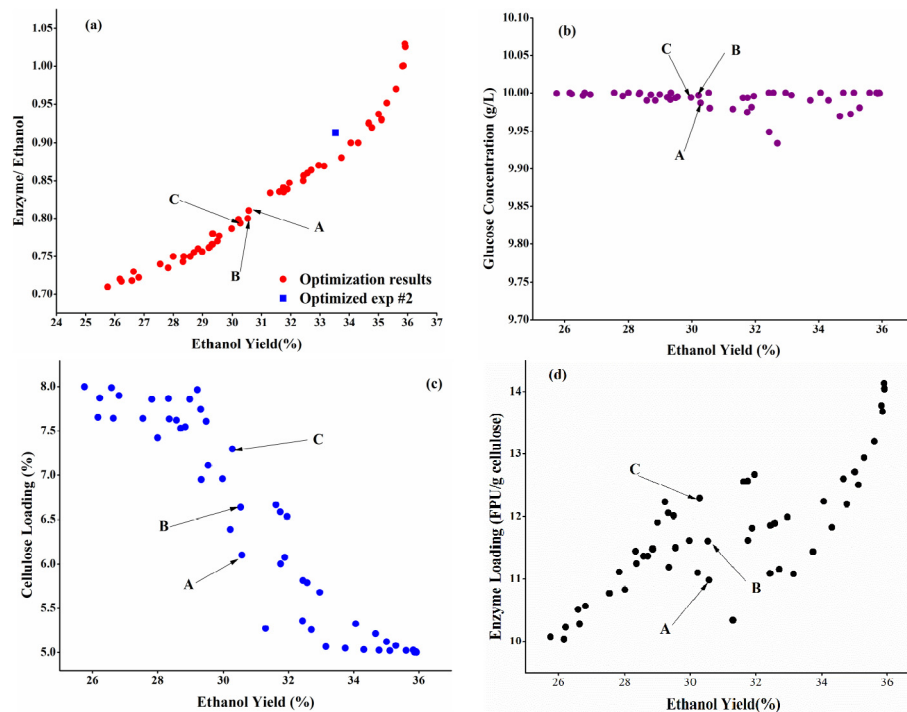 (a)
Enzyme/ Ethanol
1.05
1.00
0.95
0.90
0.85
0.80
0.75
0.70
C
A
B
Optimization results
Optimized exp #2
24 25 26 27 28 29 30 31 32 33 34 35 36 37
Ethanol Yield(%)
(b)
Glucose Concentration (g/L)
10.10
10.05
10.00
9.95
9.90
9.85
9.80
9.75
9.70
C
B
A
26 28 30 32 34 36
Ethanol Yield (%)
(c)
Cellulose Loading (%)
8.0
7.5
7.0
6.5
6.0
5.5
5.0
C
B
A
26 28 30 32 34 36
Ethanol Yield (%)
(d)
Enzyme Loading (FPU/g cellulose)
14
13
12
11
10
C
B
A
26 28 30 32 34 36
Ethanol Yield(%)